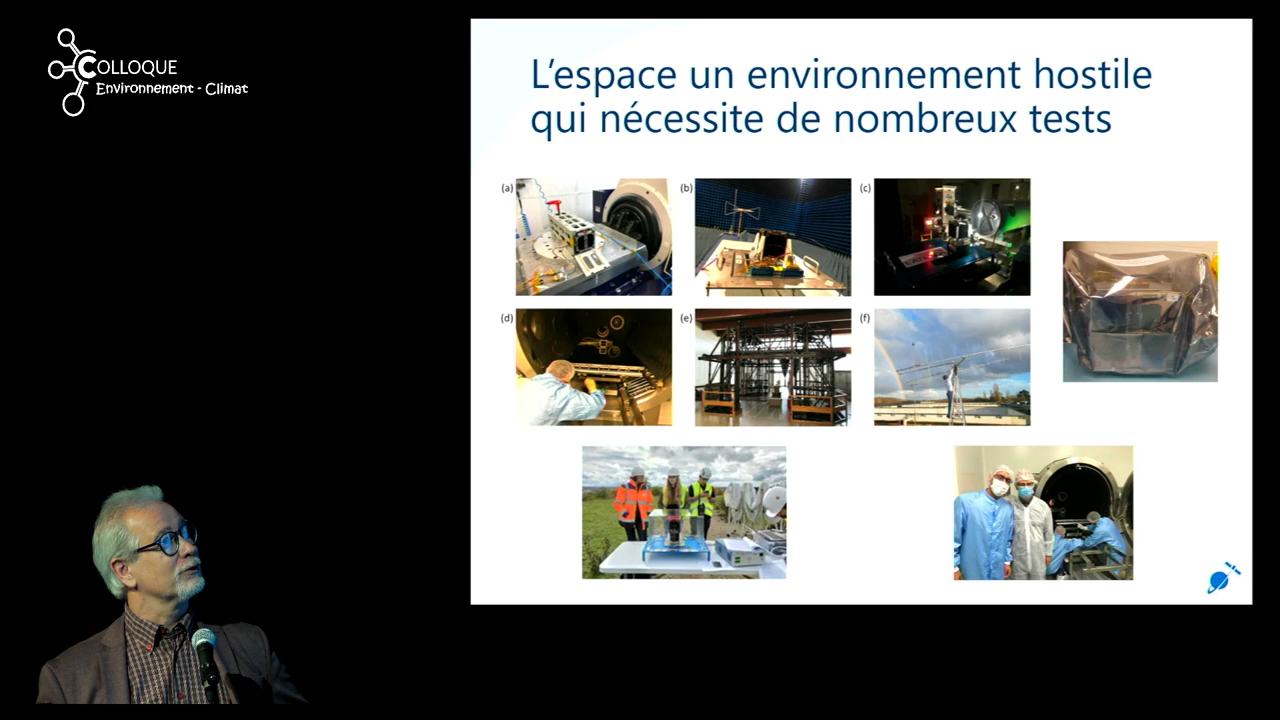 COLLOQUE
Environnement - Climat
L'espace un environnement hostile
qui nécessite de nombreux tests
(a) (b) (c)
(d) (e) (f)